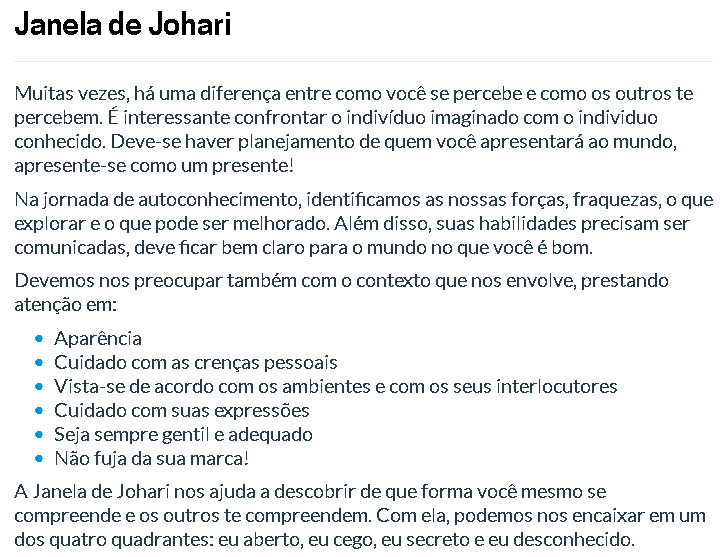 Janela de Johari
Muitas vezes, há uma diferença entre como você se percebe e como os outros te
percebem. É interessante confrontar o indivíduo imaginado com o individuo
conhecido. Deve-se haver planejamento de quem você apresentará ao mundo,
apresente-se como um presente!
Na jornada de autoconhecimento, identificamos as nossas forças, fraquezas, o que
explorar e o que pode ser melhorado. Além disso, suas habilidades precisam ser
comunicadas, deve ficar bem claro para o mundo no que você é bom.
Devemos nos preocupar também com o contexto que nos envolve, prestando
atenção em:
• Aparência
• Cuidado com as crenças pessoais
• Vista-se de acordo com os ambientes e com os seus interlocutores
• Cuidado com suas expressões
• Seja sempre gentil e adequado
• Não fuja da sua marca!
A Janela de Johari nos ajuda a descobrir de que forma você mesmo se
compreende e os outros te compreendem. Com ela, podemos nos encaixar em um
dos quatro quadrantes: eu aberto, eu cego, eu secreto e eu desconhecido.